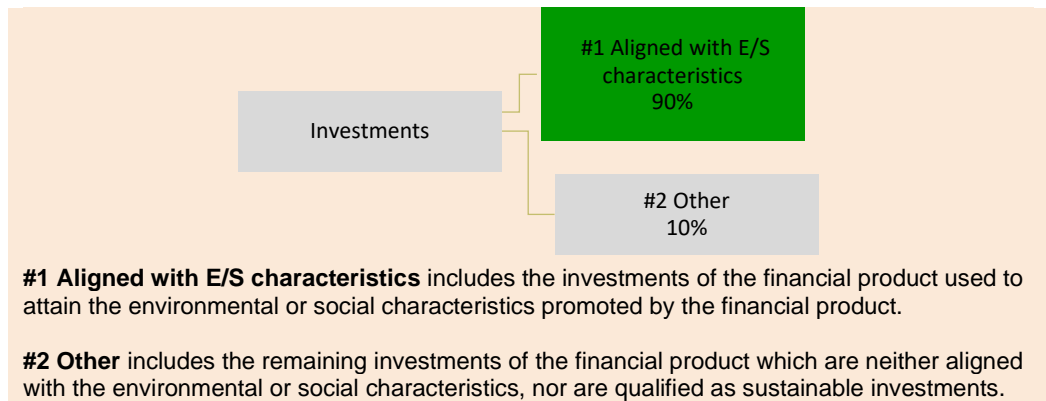 #1 Aligned with E/S
characteristics
90%
Investments
#2 Other
10%
#1 Aligned with E/S characteristics includes the investments of the financial product used to
attain the environmental or social characteristics promoted by the financial product.
#2 Other includes the remaining investments of the financial product which are neither aligned
with the environmental or social characteristics, nor are qualified as sustainable investments.